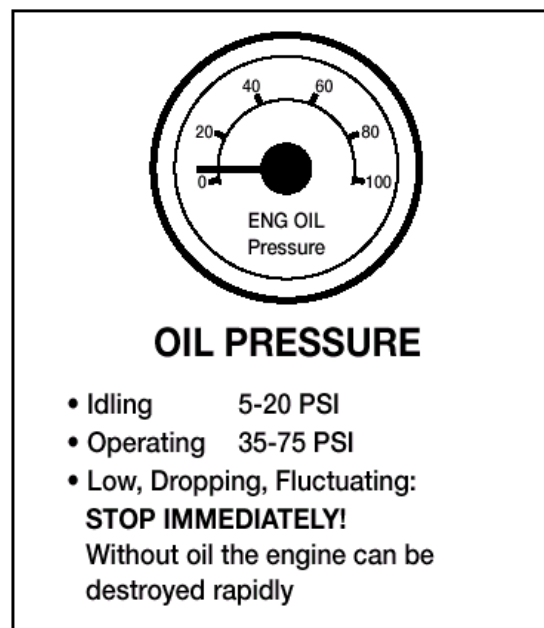 40 60
20 80
0 100
ENG OIL
Pressure
OIL PRESSURE
• Idling 5-20 PSI
• Operating 35-75 PSI
• Low, Dropping, Fluctuating:
STOP IMMEDIATELY!
Without oil the engine can be
destroyed rapidly